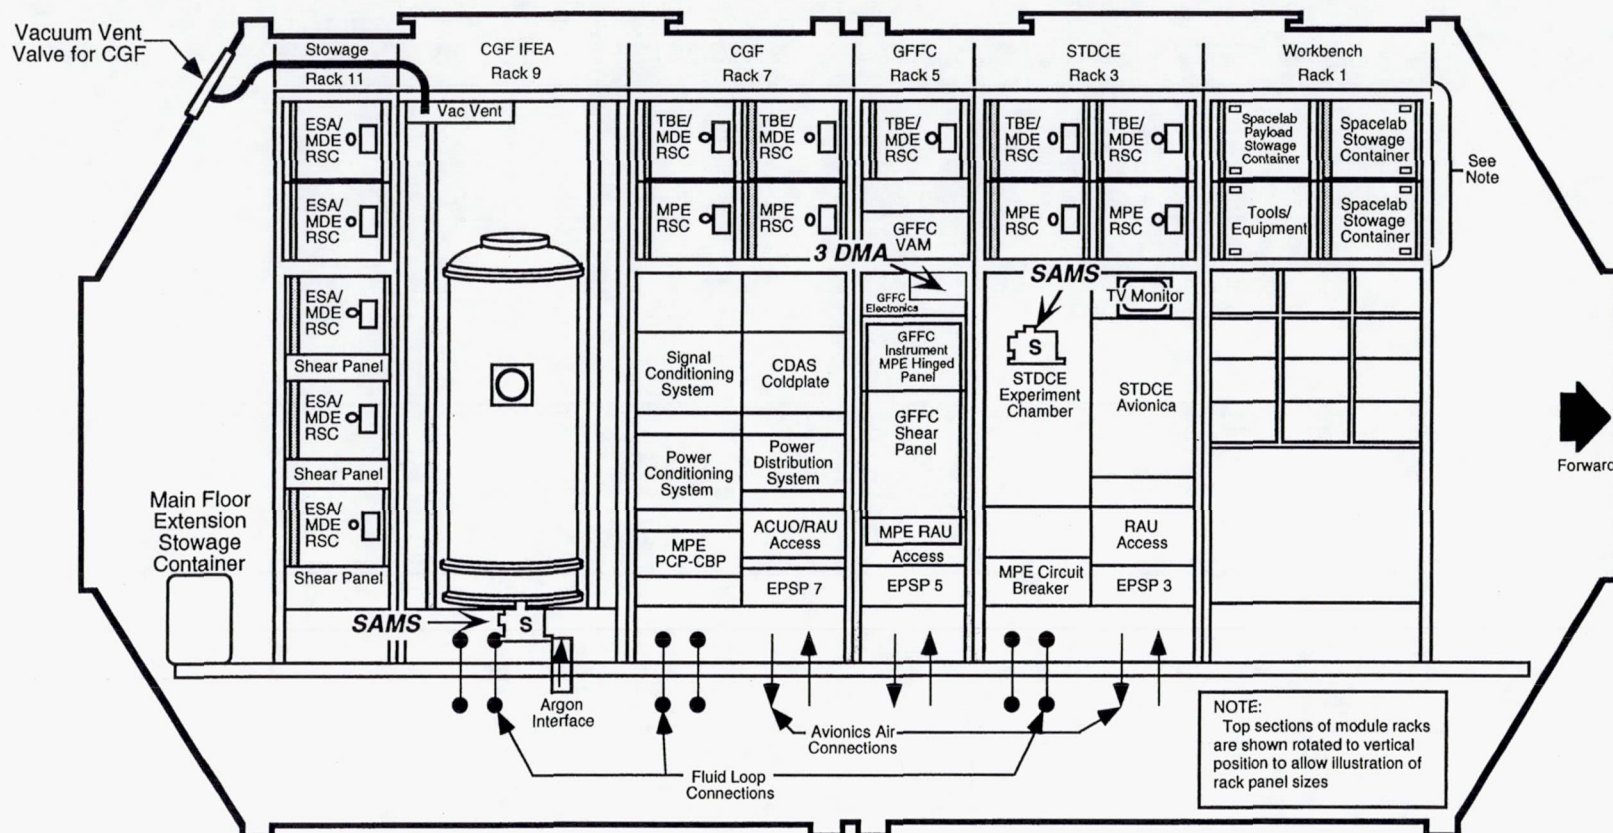 Vacuum Vent
Valve for CGF
Stowage
Rack 11
CGF IFEA
Rack 9
CGF
Rack 7
GFFC
Rack 5
STDCE
Rack 3
Workbench
Rack 1
See
Note
Vac Vent
ESA/
MDE
RSC
ESA/
MDE
RSC
ESA/
MDE
RSC
Shear Panel
ESA/
MDE
RSC
Shear Panel
ESA/
MDE
RSC
Shear Panel
Main Floor
Extension
Stowage
Container
SAMS
S
Argon
Interface
TBE/
MDE
RSC
TBE/
MDE
RSC
MPE
RSC
MPE
RSC
Signal
Conditioning
System
CDAS
Coldplate
Power
Conditioning
System
Power
Distribution
System
MPE
PCP-CBP
ACUO/RAU
Access
EPSP 7
TBE/
MDE
RSC
GFFC
VAM
3 DMA
GFFC
Electronics
GFFC
Instrument
MPE Hinged
Panel
GFFC
Shear
Panel
MPE RAU
Access
EPSP 5
TBE/
MDE
RSC
TBE/
MDE
RSC
MPE
RSC
MPE
RSC
SAMS
TV Monitor
S
STDCE
Experiment
Chamber
STDCE
Avionica
RAU
Access
MPE Circuit
Breaker
EPSP 3
Spacelab
Payload
Stowage
Container
Spacelab
Stowage
Container
Tools/
Equipment
Spacelab
Stowage
Container
Forward
Avionics Air
Connections
Fluid Loop
Connections
NOTE:
Top sections of module racks
are shown rotated to vertical
position to allow illustration of
rack panel sizes